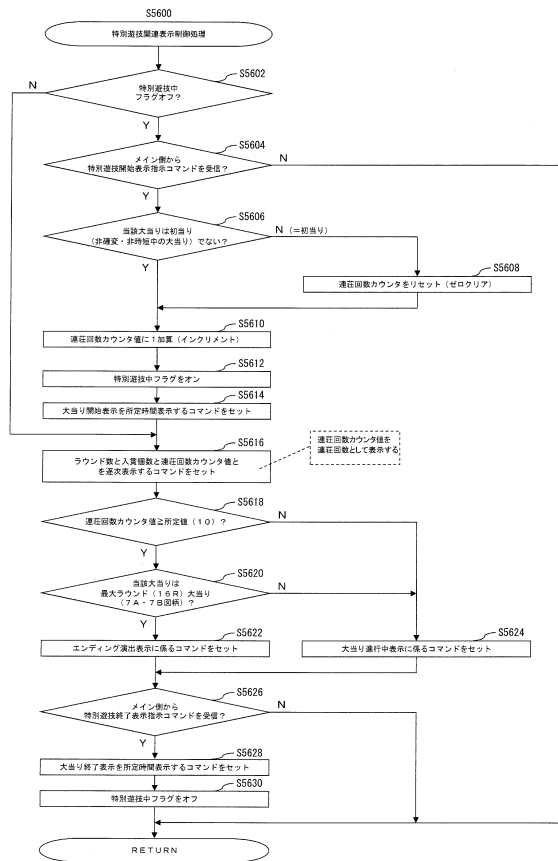 S5600
特別遊技関連表示制御処理
S5602
N
特別遊技中
フラグオフ？
Y
S5604
メイン側から
特別遊技開始表示指示コマンドを受信？
N
Y
S5606
当該大当りは初当り
（非確変・非時短中の大当り）でない？
N（＝初当り）
Y
S5608
連荘回数カウンタをリセット（ゼロクリア）
S5610
連荘回数カウンタ値に１加算（インクリメント）
S5612
特別遊技中フラグをオン
S5614
大当り開始表示を所定時間表示するコマンドをセット
S5616
ラウンド数と入賞個数と連荘回数カウンタ値と
を逐次表示するコマンドをセット
連荘回数カウンタ値を
連荘回数として表示する
S5618
連荘回数カウンタ値≧所定値（１０）？
N
Y
S5620
当該大当りは
最大ラウンド（１６Ｒ）大当り
（７Ａ・７Ｂ図柄）？
N
Y
S5622
エンディング演出表示に係るコマンドをセット
S5624
大当り進行中表示に係るコマンドをセット
S5626
メイン側から
特別遊技終了表示指示コマンドを受信？
N
Y
S5628
大当り終了表示を所定時間表示するコマンドをセット
S5630
特別遊技中フラグをオフ
ＲＥＴＵＲＮ